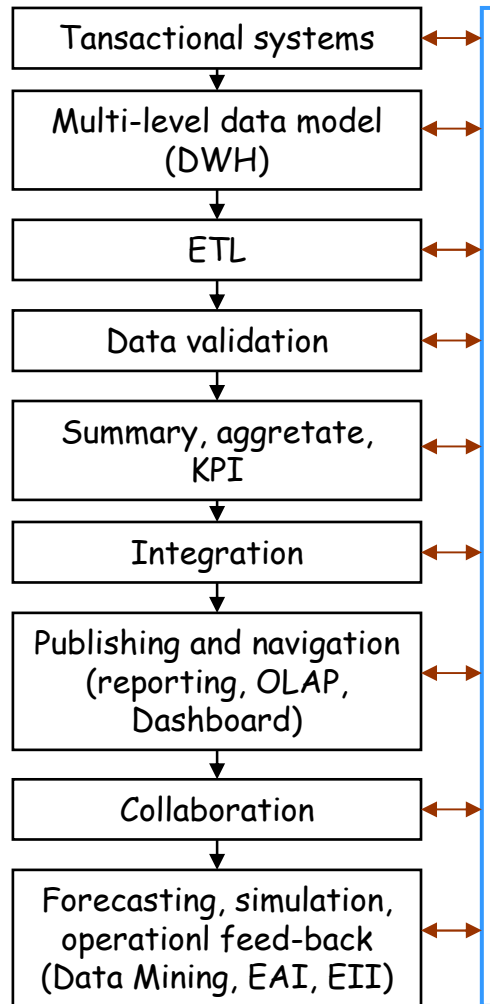 Tansactional systems
Multi-level data model
(DWH)
ETL
Data validation
Summary, aggretate,
KPI
Integration
Publishing and navigation
(reporting, OLAP,
Dashboard)
Collaboration
Forecasting, simulation,
operationl feed-back
(Data Mining, EAI, EII)